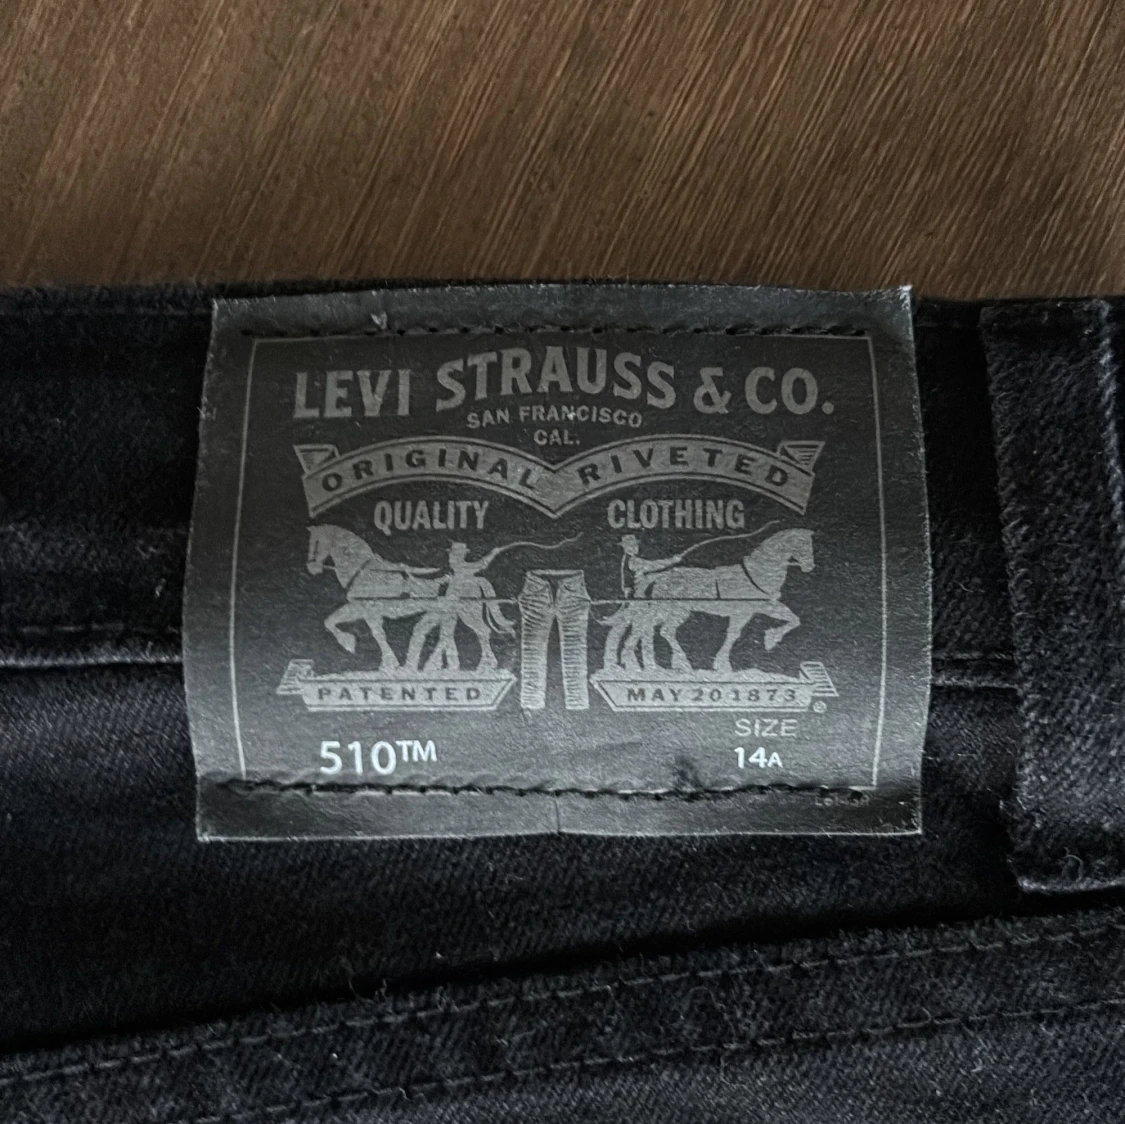 LEVI STRAUSS & CO.
SAN FRANCISCO
CAL.
ORIGINAL RIVETED
QUALITY CLOTHING
PATENTED MAY 20 1873
®
SIZE
510™ 14A